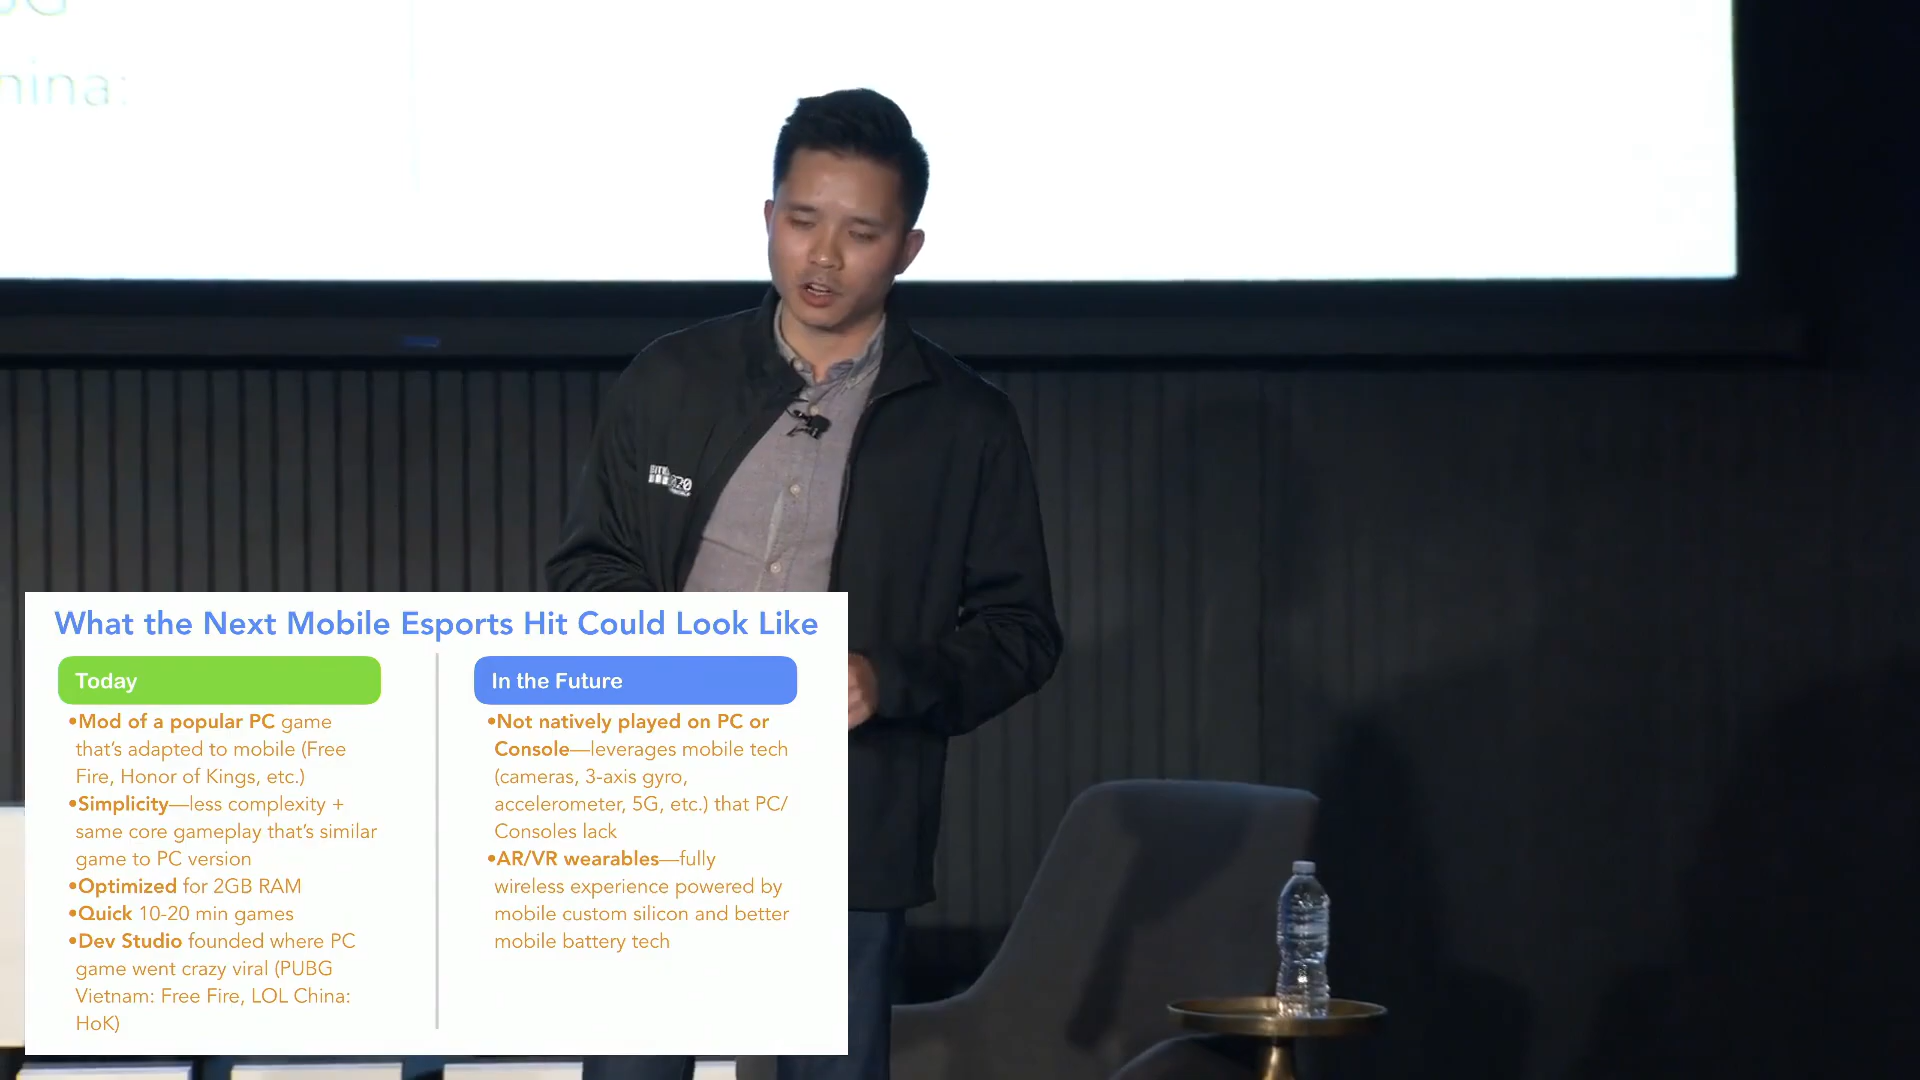 hina:
What the Next Mobile Esports Hit Could Look Like
Today
•Mod of a popular PC game
that's adapted to mobile (Free
Fire, Honor of Kings, etc.)
•Simplicity—less complexity +
same core gameplay that's similar
game to PC version
•Optimized for 2GB RAM
•Quick 10-20 min games
•Dev Studio founded where PC
game went crazy viral (PUBG
Vietnam: Free Fire, LOL China:
HoK)
In the Future
•Not natively played on PC or
Console—leverages mobile tech
(cameras, 3-axis gyro,
accelerometer, 5G, etc.) that PC/
Consoles lack
•AR/VR wearables—fully
wireless experience powered by
mobile custom silicon and better
mobile battery tech